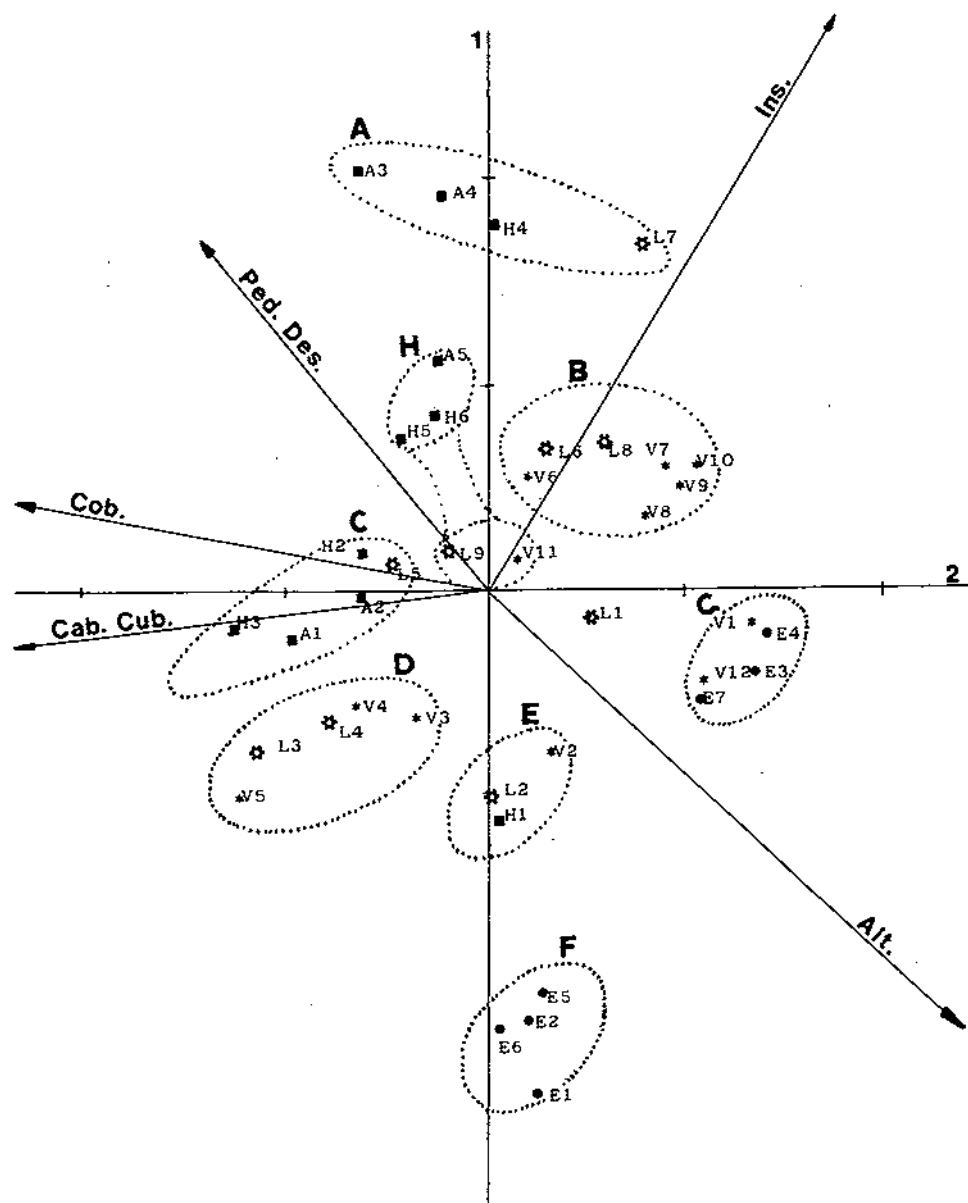 1
Ins.
A
A3
A4
H4
L7
Ped. Des.
H
A5
H6
H5
B
L6
L8
V7
V10
V6
V9
V8
Cob.
C
H2
L5
L9
V11
2
A2
Cab. Cub.
H3
A1
L1
C
V1
E4
V12
E3
E7
D
V4
V3
L4
L3
V5
E
V2
L2
H1
Alt.
F
E5
E2
E6
E1